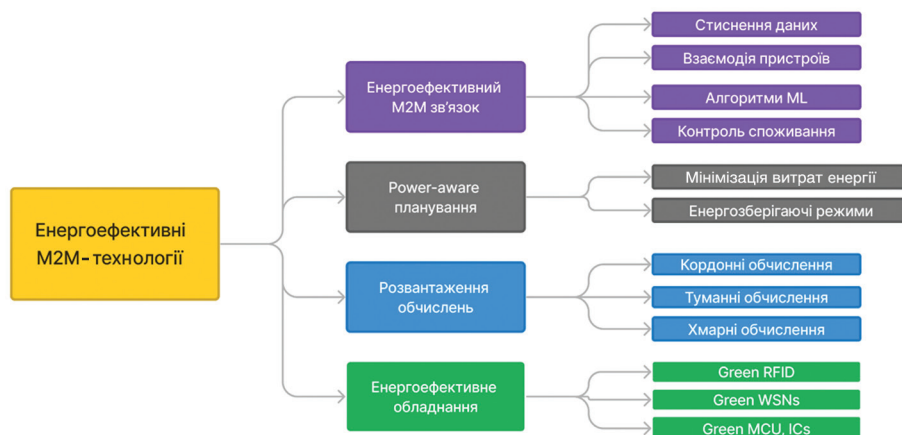 Енергоефективні
M2M-технології
Енергоефективний
M2M зв'язок
Стиснення даних
Взаємодія пристроїв
Алгоритми ML
Контроль споживання
Power-aware
планування
Мінімізація витрат енергії
Енергозберігаючі режими
Розвантаження
обчислень
Кордонні обчислення
Туманні обчислення
Хмарні обчислення
Енергоефективне
обладнання
Green RFID
Green WSNs
Green MCU, ICs